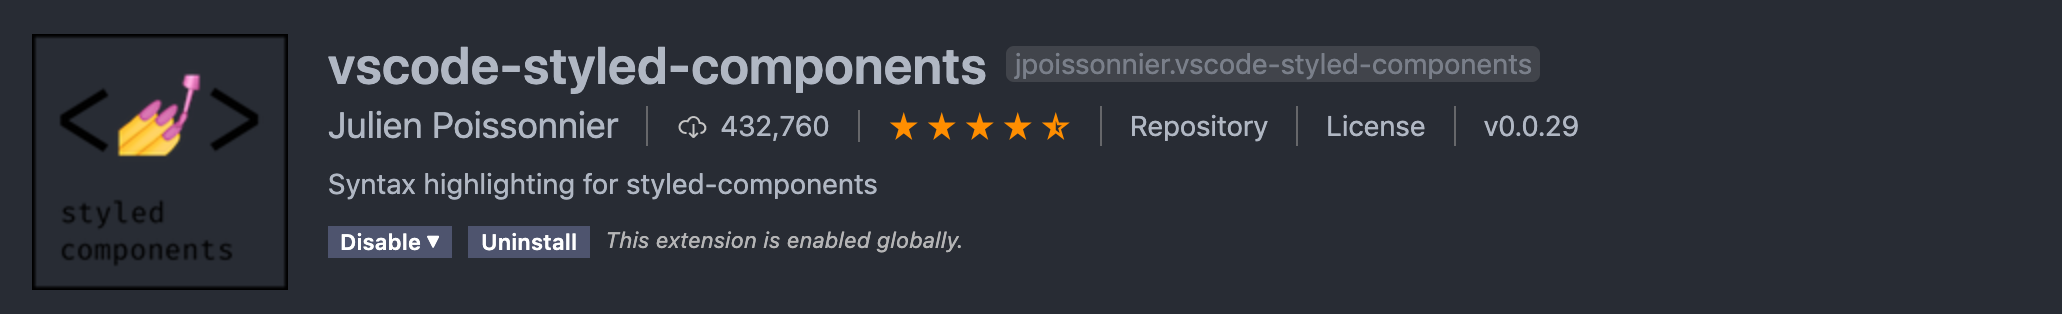 vscode-styled-components jpoissonnier.vscode-styled-components
Julien Poissonnier 432,760 Repository License v0.0.29
Syntax highlighting for styled-components
Disable Uninstall This extension is enabled globally.
styled
components